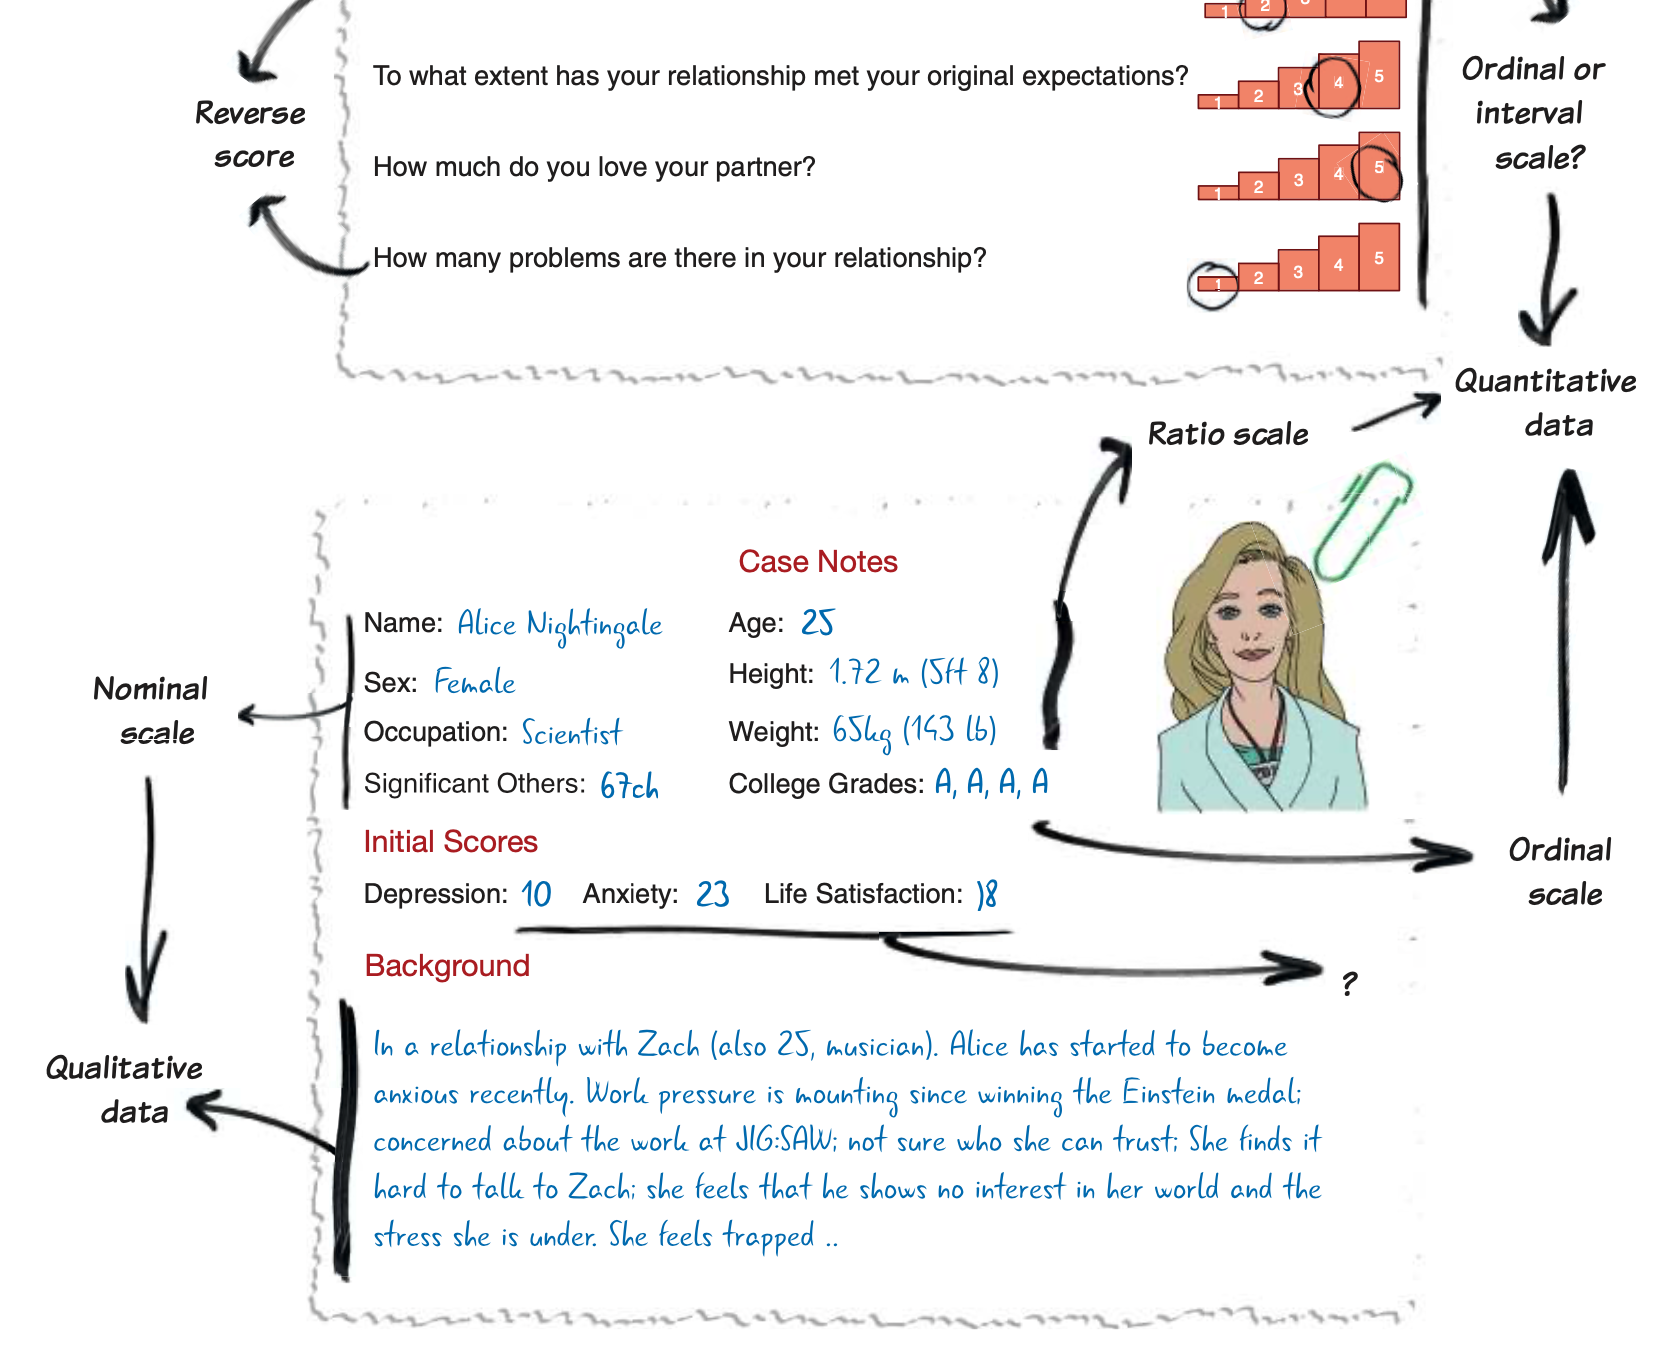 1 2 3
To what extent has your relationship met your original expectations? 1 2 3 4 5
Ordinal or
interval
scale?
Reverse
score
How much do you love your partner? 1 2 3 4 5
How many problems are there in your relationship? 1 2 3 4 5
Quantitative
data
Ratio scale
Case Notes
Name: Alice Nightingale
Age: 25
Sex: Female
Height: 1.72 m (5ft 8)
Occupation: Scientist
Weight: 65kg (143 lb)
Significant Others: 67ch
College Grades: A, A, A, A
Nominal
scale
Initial Scores
Depression: 10 Anxiety: 23 Life Satisfaction: 18
Ordinal
scale
?
Background
In a relationship with Zach (also 25, musician). Alice has started to become
anxious recently. Work pressure is mounting since winning the Einstein medal;
concerned about the work at JIG:SAW; not sure who she can trust; She finds it
hard to talk to Zach; she feels that he shows no interest in her world and the
stress she is under. She feels trapped ..
Qualitative
data